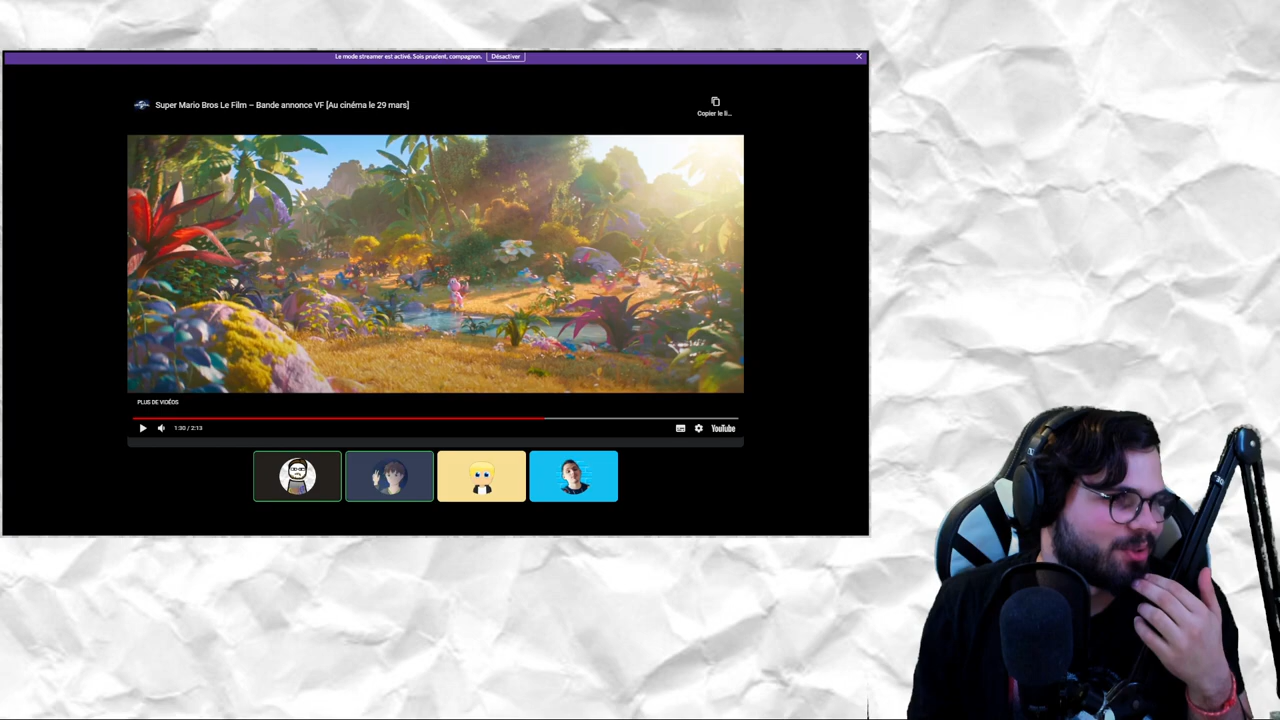 Le mode streamer est activé. Sois prudent, compagnon. Désactiver
Super Mario Bros Le Film – Bande annonce VF [Au cinéma le 29 mars]
Copier le li...
PLUS DE VIDÉOS
1:30 / 2:13
YouTube